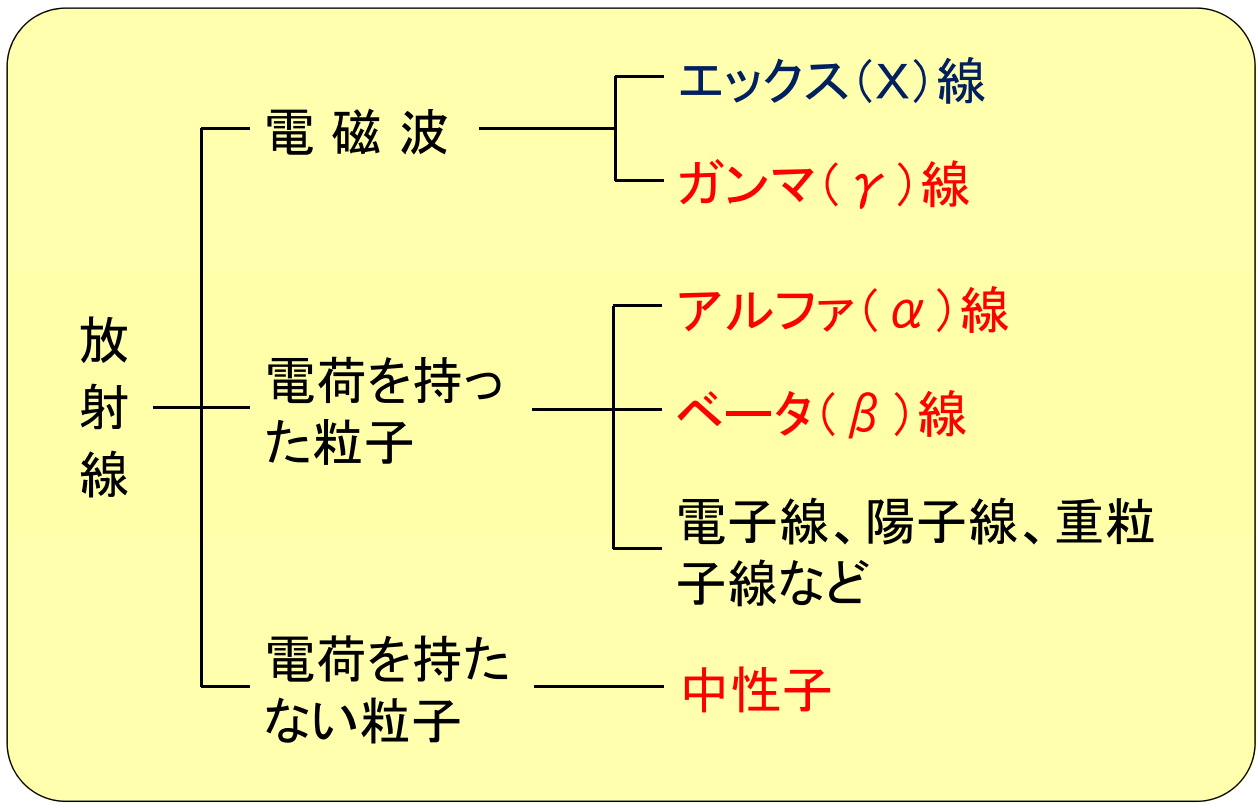 放射線
電磁波
エックス(X)線
ガンマ(γ)線
電荷を持っ
た粒子
アルファ(α)線
ベータ(β)線
電子線、陽子線、重粒
子線など
電荷を持た
ない粒子
中性子